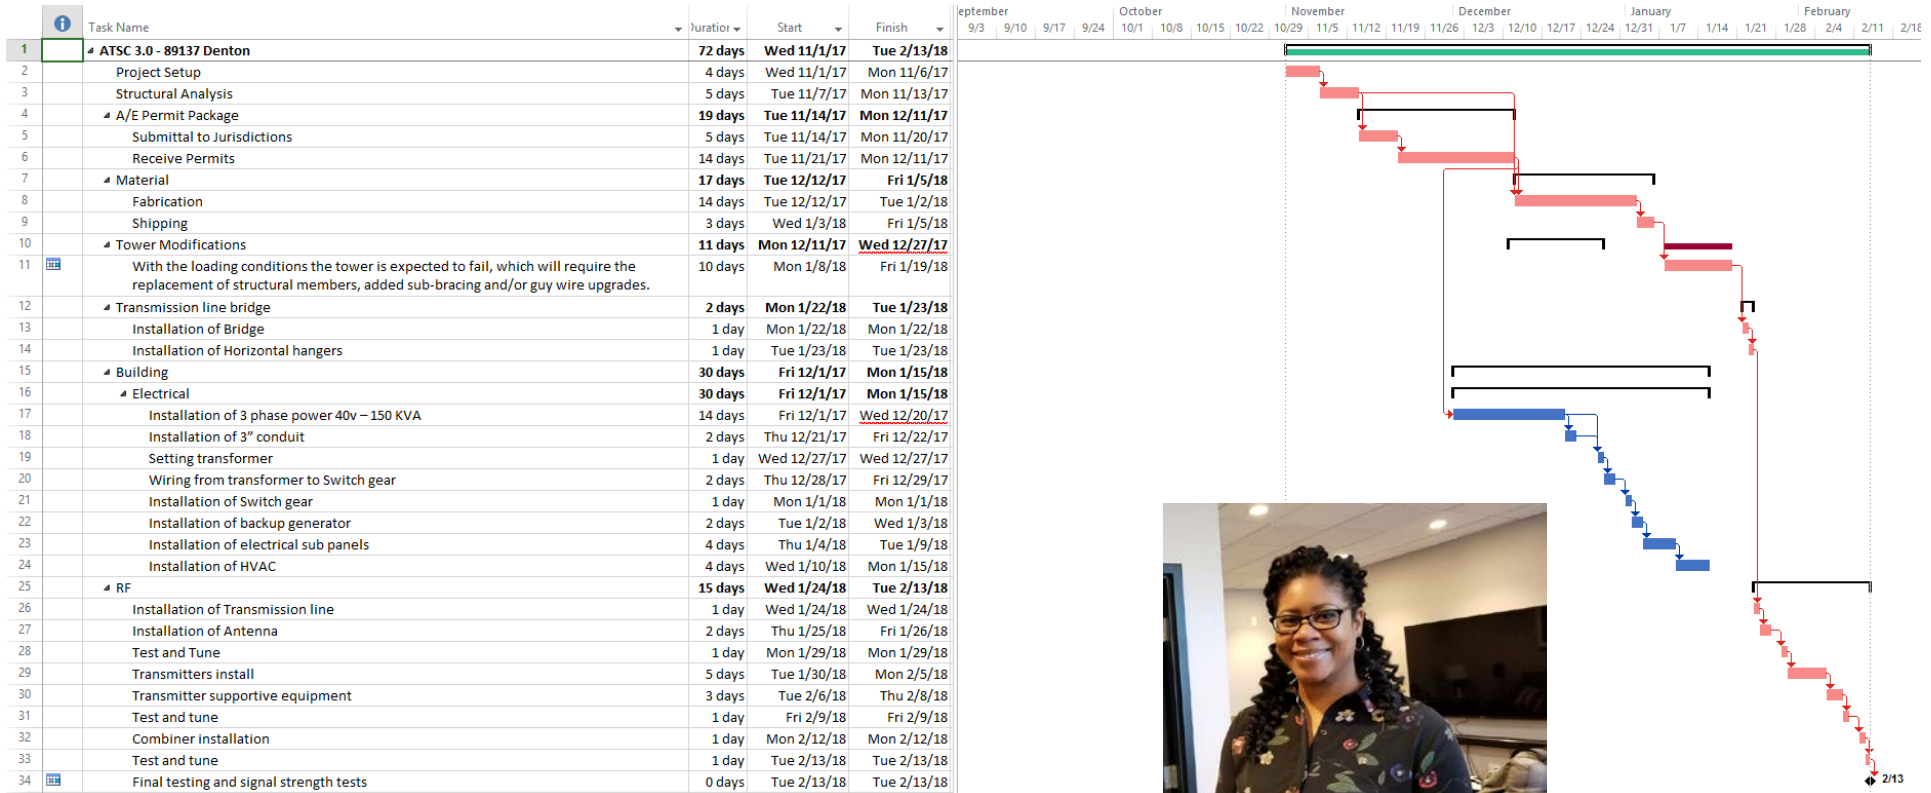 eptember October November December January February
Task Name Duration Start Finish 9/3 9/10 9/17 9/24 10/1 10/8 10/15 10/22 10/29 11/5 11/12 11/19 11/26 12/3 12/10 12/17 12/24 12/31 1/7 1/14 1/21 1/28 2/4 2/11 2/18
1 ATSC 3.0 - 89137 Denton 72 days Wed 11/1/17 Tue 2/13/18
2 Project Setup 4 days Wed 11/1/17 Mon 11/6/17
3 Structural Analysis 5 days Tue 11/7/17 Mon 11/13/17
4 A/E Permit Package 19 days Tue 11/14/17 Mon 12/11/17
5 Submittal to Jurisdictions 5 days Tue 11/14/17 Mon 11/20/17
6 Receive Permits 14 days Tue 11/21/17 Mon 12/11/17
7 Material 17 days Tue 12/12/17 Fri 1/5/18
8 Fabrication 14 days Tue 12/12/17 Tue 1/2/18
9 Shipping 3 days Wed 1/3/18 Fri 1/5/18
10 Tower Modifications 11 days Mon 12/11/17 Wed 12/27/17
11 With the loading conditions the tower is expected to fail, which will require the 10 days Mon 1/8/18 Fri 1/19/18
replacement of structural members, added sub-bracing and/or guy wire upgrades.
12 Transmission line bridge 2 days Mon 1/22/18 Tue 1/23/18
13 Installation of Bridge 1 day Mon 1/22/18 Mon 1/22/18
14 Installation of Horizontal hangers 1 day Tue 1/23/18 Tue 1/23/18
15 Building 30 days Fri 12/1/17 Mon 1/15/18
16 Electrical 30 days Fri 12/1/17 Mon 1/15/18
17 Installation of 3 phase power 40v – 150 KVA 14 days Fri 12/1/17 Wed 12/20/17
18 Installation of 3” conduit 2 days Thu 12/21/17 Fri 12/22/17
19 Setting transformer 1 day Wed 12/27/17 Wed 12/27/17
20 Wiring from transformer to Switch gear 2 days Thu 12/28/17 Fri 12/29/17
21 Installation of Switch gear 1 day Mon 1/1/18 Mon 1/1/18
22 Installation of backup generator 2 days Tue 1/2/18 Wed 1/3/18
23 Installation of electrical sub panels 4 days Thu 1/4/18 Tue 1/9/18
24 Installation of HVAC 4 days Wed 1/10/18 Mon 1/15/18
25 RF 15 days Wed 1/24/18 Tue 2/13/18
26 Installation of Transmission line 1 day Wed 1/24/18 Wed 1/24/18
27 Installation of Antenna 2 days Thu 1/25/18 Fri 1/26/18
28 Test and Tune 1 day Mon 1/29/18 Mon 1/29/18
29 Transmitters install 5 days Tue 1/30/18 Mon 2/5/18
30 Transmitter supportive equipment 3 days Tue 2/6/18 Thu 2/8/18
31 Test and tune 1 day Fri 2/9/18 Fri 2/9/18
32 Combiner installation 1 day Mon 2/12/18 Mon 2/12/18
33 Test and tune 1 day Tue 2/13/18 Tue 2/13/18
34 Final testing and signal strength tests 0 days Tue 2/13/18 Tue 2/13/18 2/13